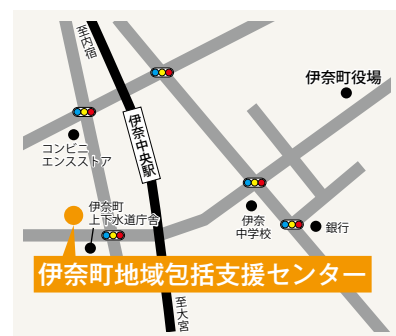 至内宿
伊奈町役場
伊奈中央駅
コンビニ
エンスストア
伊奈町
上下水道庁舎
伊奈
中学校
銀行
伊奈町地域包括支援センター
至大宮